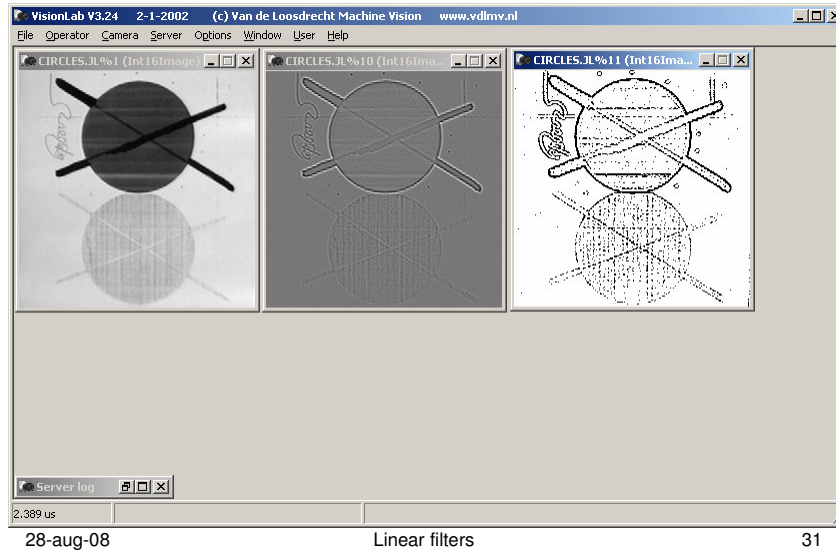 VisionLab V3.24 2-1-2002 (c) Van de Loosdrecht Machine Vision www.vdlmv.nl
File Operator Camera Server Options Window User Help
CIRCLES.JL%1 (Int16Image)
CIRCLES.JL%10 (Int16Ima...
CIRCLES.JL%11 (Int16Ima...
Server log
2.389 us
28-aug-08 Linear filters 31